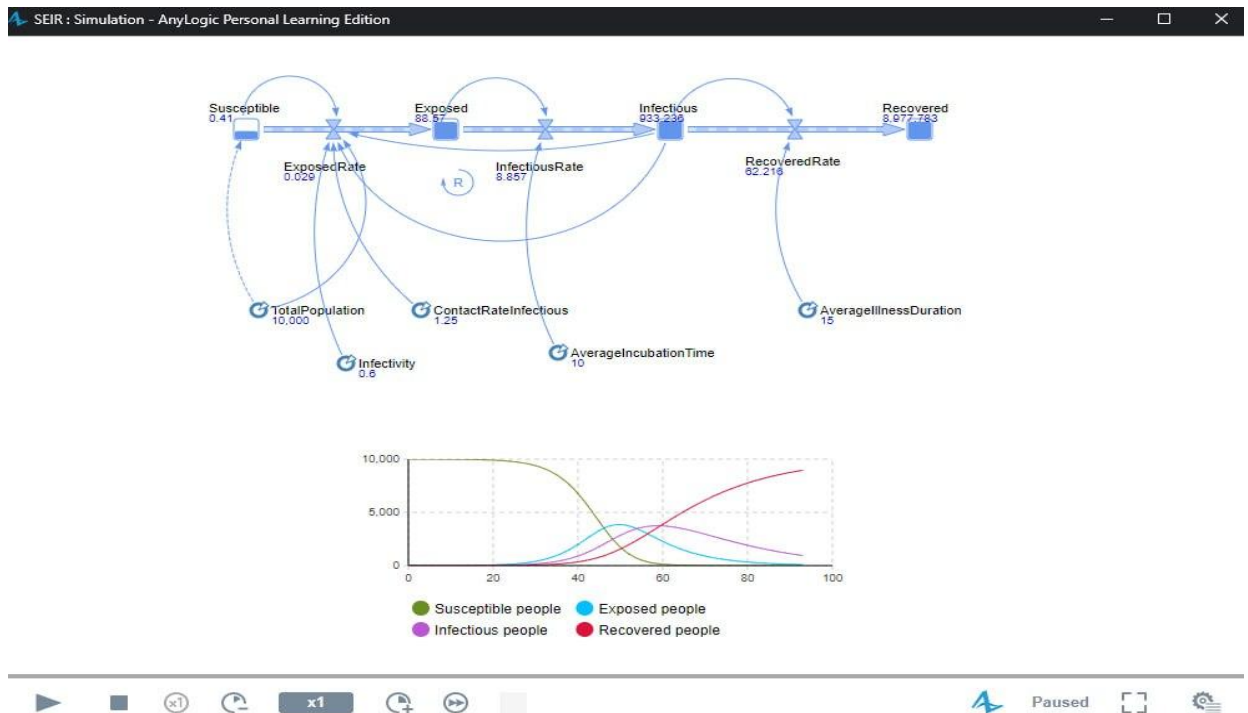 SEIR : Simulation - AnyLogic Personal Learning Edition
Susceptible
0.41
Exposed
88.57
Infectious
933.236
Recovered
8,977.783
ExposedRate
0.029
InfectiousRate
8.857
RecoveredRate
62.216
R
TotalPopulation
10,000
ContactRateInfectious
1.25
AverageIllnessDuration
15
Infectivity
0.6
AverageIncubationTime
10
10,000
5,000
0
0 20 40 60 80 100
Susceptible people Exposed people
Infectious people Recovered people
x1 x1 Paused